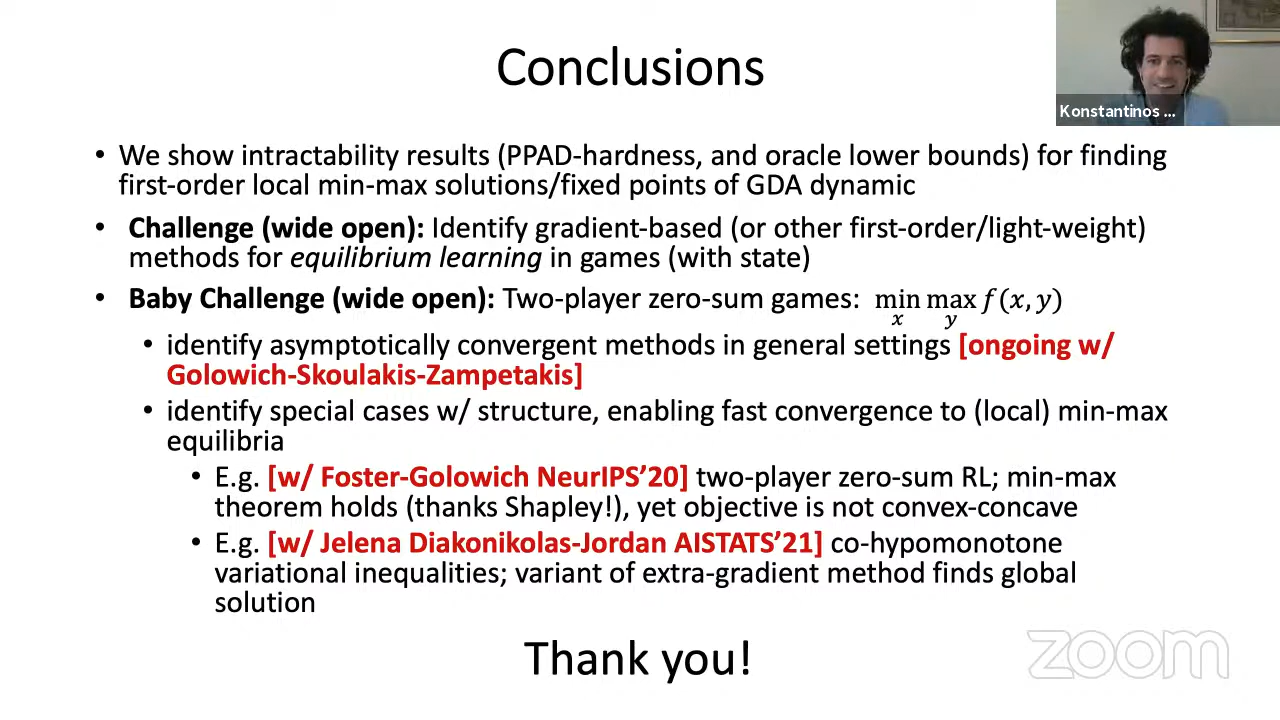 Conclusions
Konstantinos ...
• We show intractability results (PPAD-hardness, and oracle lower bounds) for finding
first-order local min-max solutions/fixed points of GDA dynamic
• Challenge (wide open): Identify gradient-based (or other first-order/light-weight)
methods for equilibrium learning in games (with state)
• Baby Challenge (wide open): Two-player zero-sum games: min max f(x, y)
x y
• identify asymptotically convergent methods in general settings [ongoing w/
Golowich-Skoulakis-Zampetakis]
• identify special cases w/ structure, enabling fast convergence to (local) min-max
equilibria
• E.g. [w/ Foster-Golowich NeurIPS’20] two-player zero-sum RL; min-max
theorem holds (thanks Shapley!), yet objective is not convex-concave
• E.g. [w/ Jelena Diakonikolas-Jordan AISTATS’21] co-hypomonotone
variational inequalities; variant of extra-gradient method finds global
solution
Thank you!
zoom